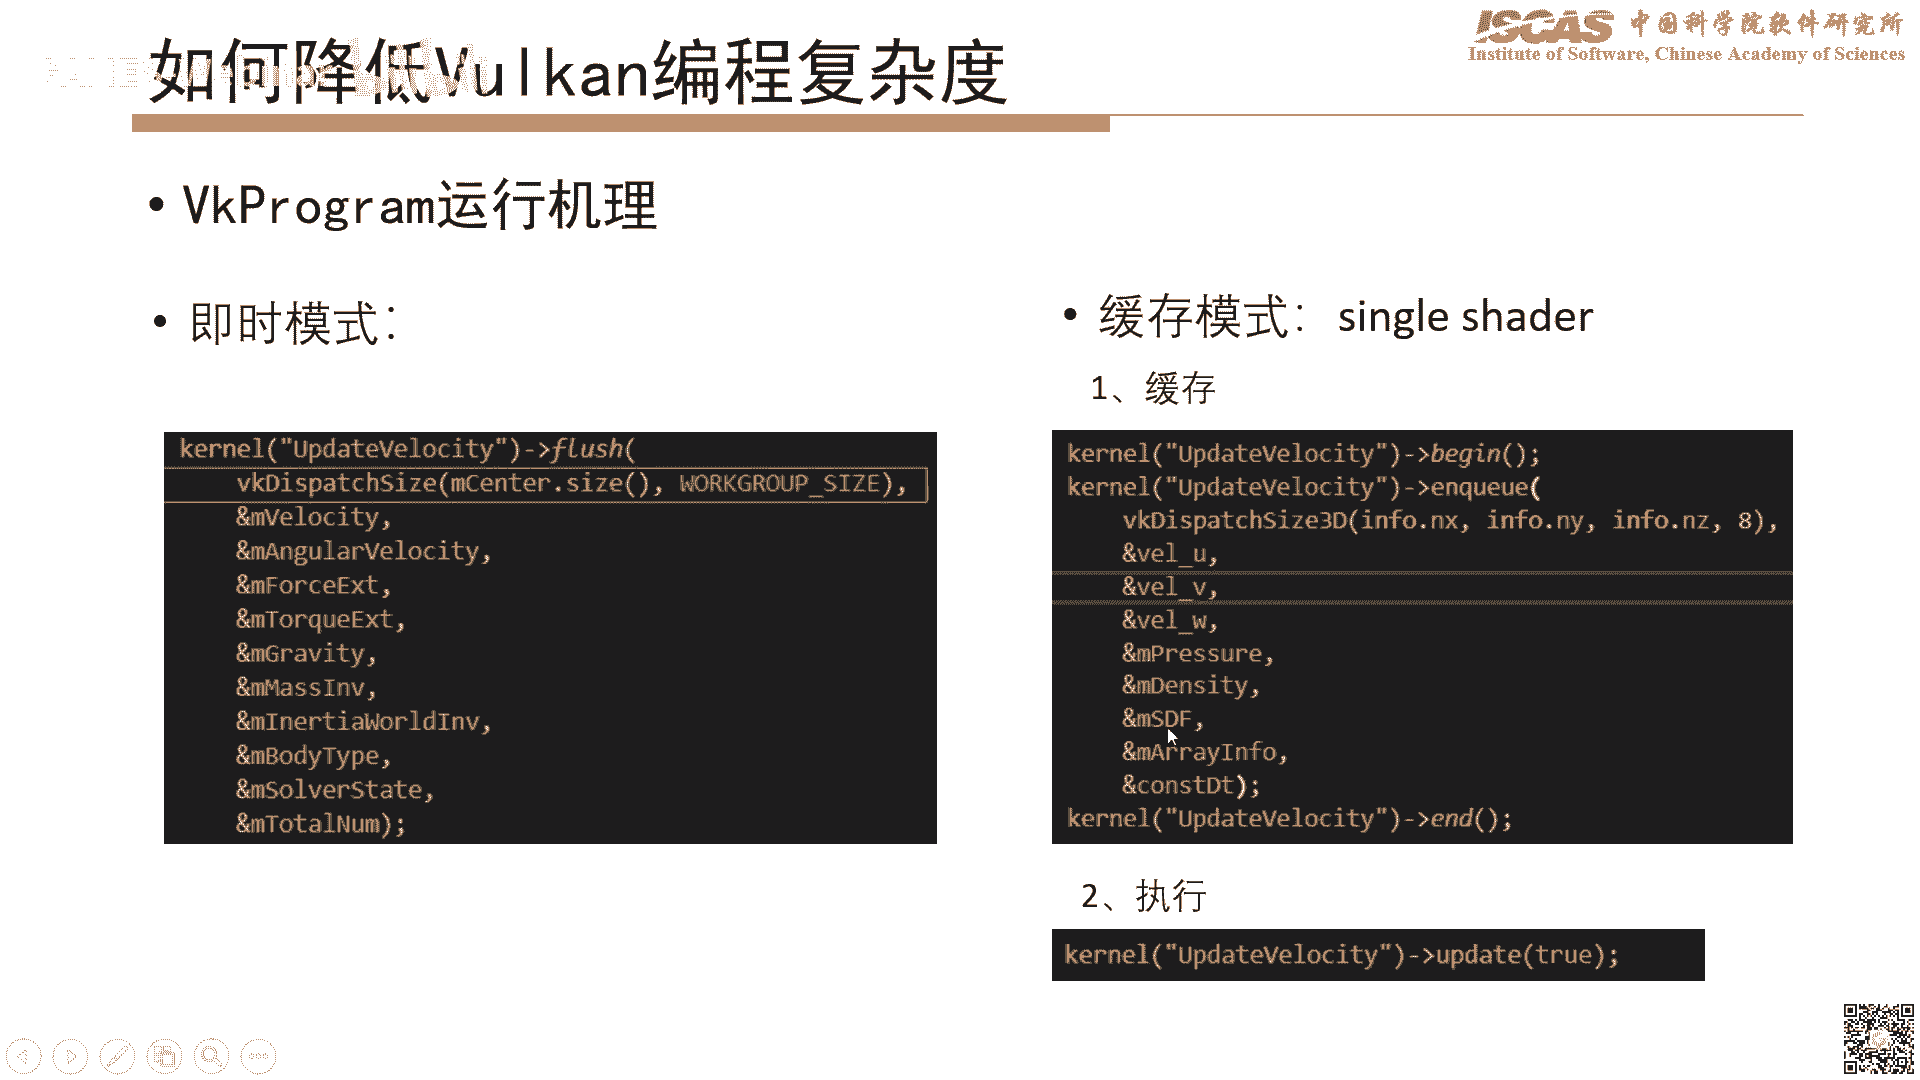 如何降低Vulkan编程复杂度
ISCAS 中国科学院软件研究所
Institute of Software, Chinese Academy of Sciences
• VkProgram运行机理
• 即时模式：
kernel("UpdateVelocity")->flush(
vkDispatchSize(mCenter.size(), WORKGROUP_SIZE),
&mVelocity,
&mAngularVelocity,
&mForceExt,
&mTorqueExt,
&mGravity,
&mMassInv,
&mInertiaWorldInv,
&mBodyType,
&mSolverState,
&mTotalNum);
• 缓存模式： single shader
1、缓存
kernel("UpdateVelocity")->begin();
kernel("UpdateVelocity")->enqueue(
vkDispatchSize3D(info.nx, info.ny, info.nz, 8),
&vel_u,
&vel_v,
&vel_w,
&mPressure,
&mDensity,
&mSDF,
&mArrayInfo,
&constDt);
kernel("UpdateVelocity")->end();
2、执行
kernel("UpdateVelocity")->update(true);